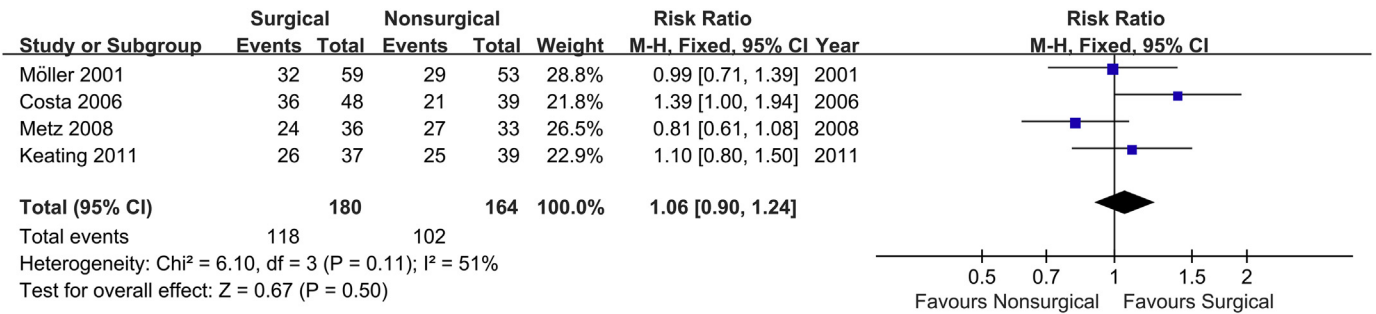 Surgical Nonsurgical Risk Ratio Risk Ratio
Study or Subgroup Events Total Events Total Weight M-H, Fixed, 95% CI Year M-H, Fixed, 95% CI
Möller 2001 32 59 29 53 28.8% 0.99 [0.71, 1.39] 2001
Costa 2006 36 48 21 39 21.8% 1.39 [1.00, 1.94] 2006
Metz 2008 24 36 27 33 26.5% 0.81 [0.61, 1.08] 2008
Keating 2011 26 37 25 39 22.9% 1.10 [0.80, 1.50] 2011
Total (95% CI) 180 164 100.0% 1.06 [0.90, 1.24]
Total events 118 102
Heterogeneity: Chi² = 6.10, df = 3 (P = 0.11); I² = 51%
Test for overall effect: Z = 0.67 (P = 0.50)
0.5 0.7 1 1.5 2
Favours Nonsurgical Favours Surgical